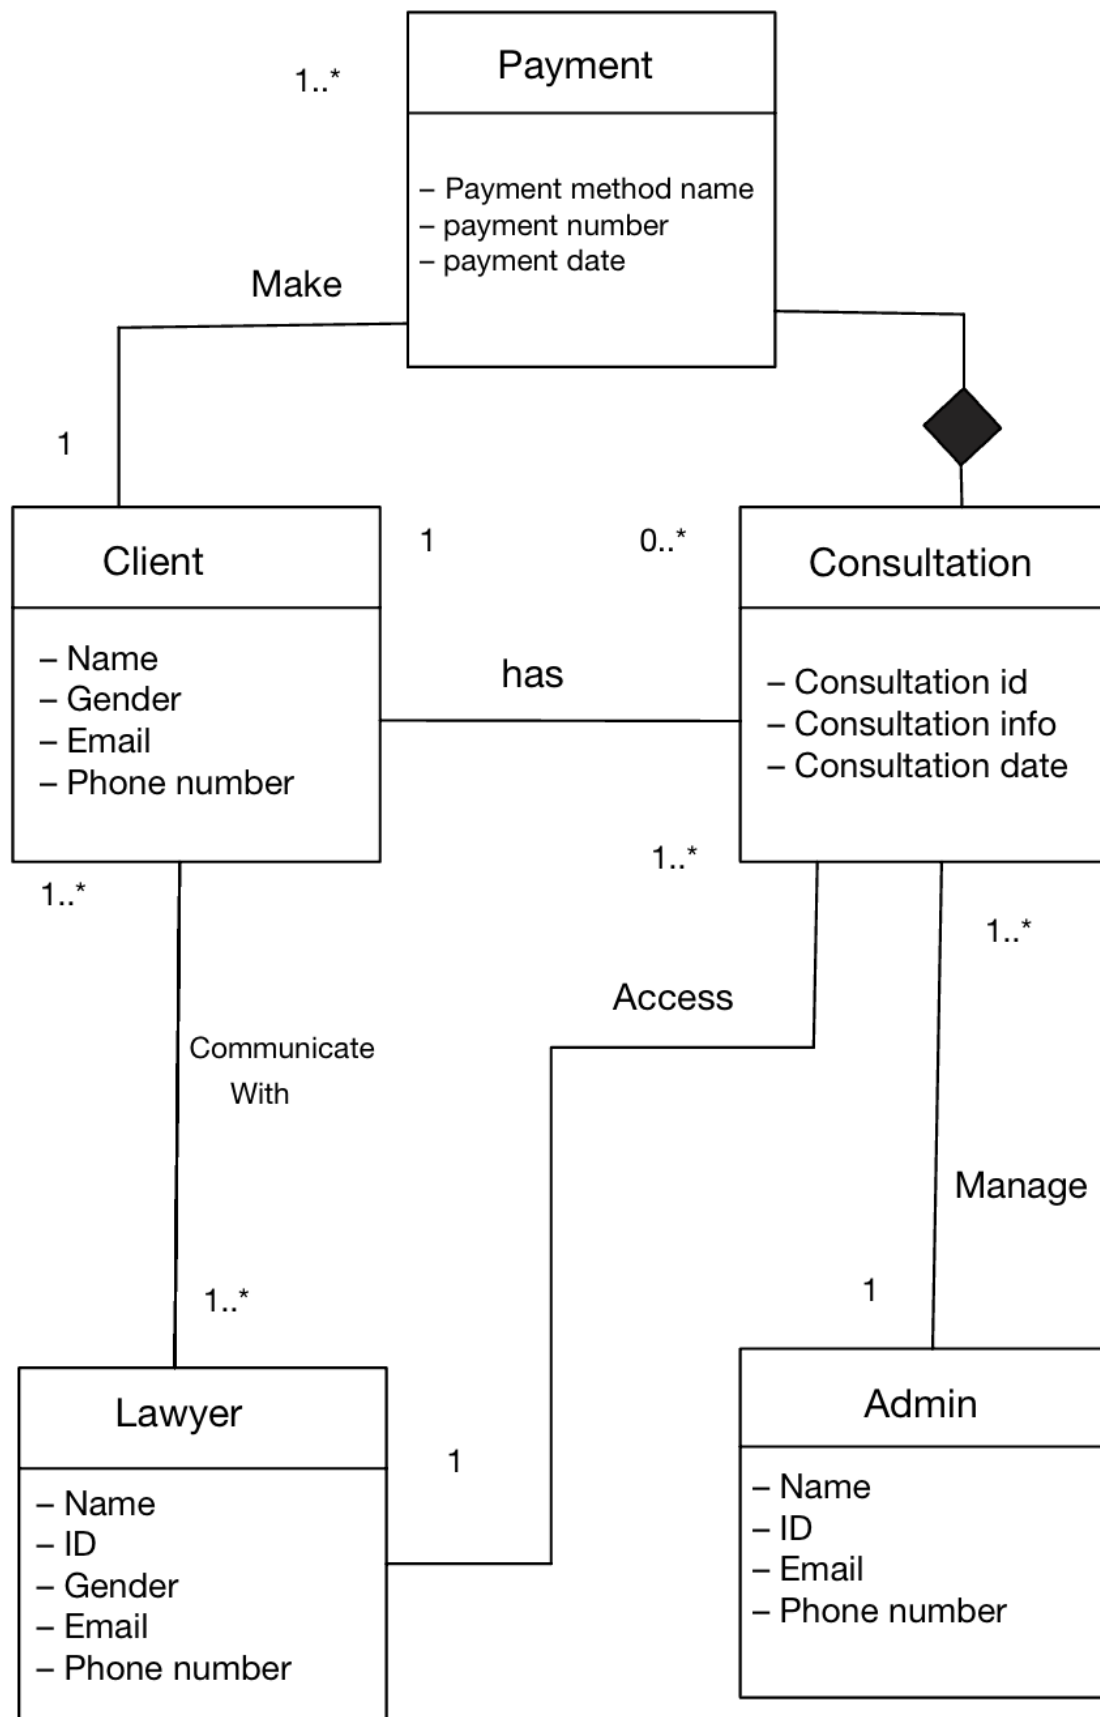 Payment
1..*
– Payment method name
– payment number
– payment date
Make
1
Client
1
0..*
Consultation
– Name
– Gender
– Email
– Phone number
has
– Consultation id
– Consultation info
– Consultation date
1..*
1..*
1..*
Access
Communicate
With
Manage
1
1..*
Lawyer
1
Admin
– Name
– ID
– Gender
– Email
– Phone number
– Name
– ID
– Email
– Phone number